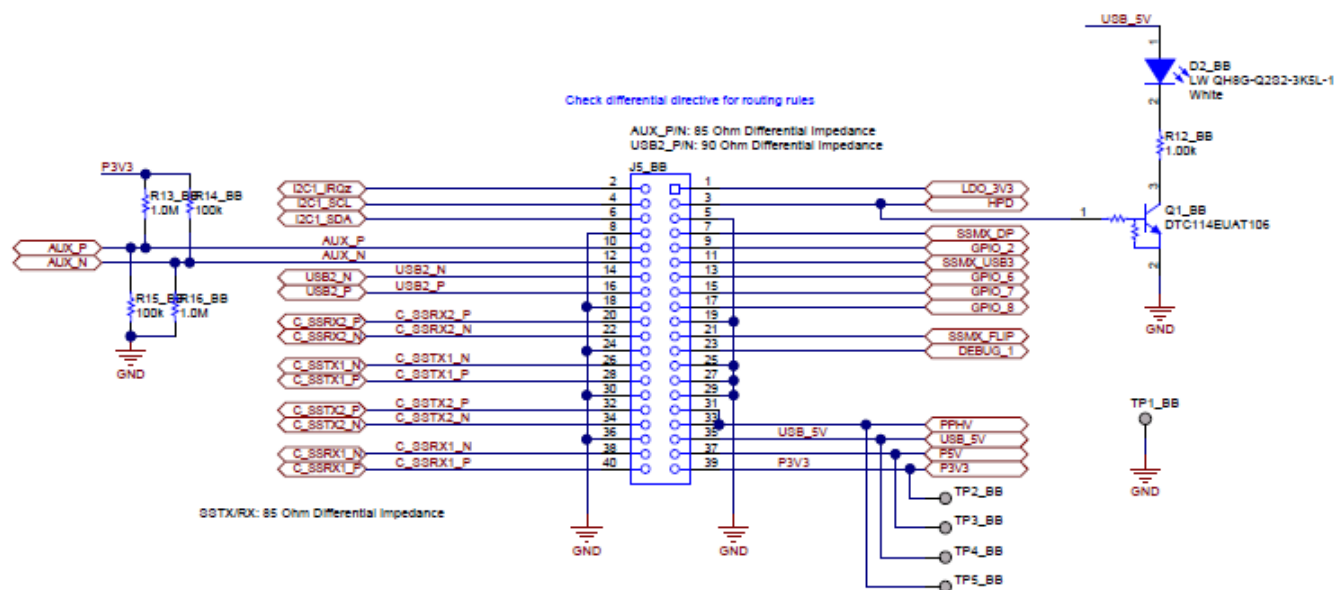 USB_5V
1
D2_BB
LW QH8G-Q2S2-3K5L-1
White
2
R12_BB
1.00k
3
Q1_BB
DTC114EUAT106
1
2
GND
Check differential directive for routing rules
AUX_P/N: 85 Ohm Differential Impedance
USB2_P/N: 90 Ohm Differential Impedance
J5_BB
P3V3
R13_BB
1.0M
R14_BB
100k
AUX_P
AUX_N
R15_BB
100k
R16_BB
1.0M
GND
I2C1_IRQz 2 1 LDO_3V3
I2C1_SCL 4 3 HPD
I2C1_SDA 6 5
8 7 SSMX_DP
AUX_P 10 9 GPIO_2
AUX_N 12 11 SSMX_USB3
USB2_N USB2_N 14 13 GPIO_6
USB2_P USB2_P 16 15 GPIO_7
18 17 GPIO_8
C_SSRX2_P C_SSRX2_P 20 19
C_SSRX2_N C_SSRX2_N 22 21 SSMX_FLIP
24 23 DEBUG_1
C_SSTX1_N C_SSTX1_N 26 25
C_SSTX1_P C_SSTX1_P 28 27
30 29
C_SSTX2_P C_SSTX2_P 32 31
C_SSTX2_N C_SSTX2_N 34 33 PPHV
36 35 USB_5V USB_5V
C_SSRX1_N C_SSRX1_N 38 37 P5V
C_SSRX1_P C_SSRX1_P 40 39 P3V3 P3V3
SSTX/RX: 85 Ohm Differential Impedance
GND
GND
TP1_BB
GND
TP2_BB
TP3_BB
TP4_BB
TP5_BB